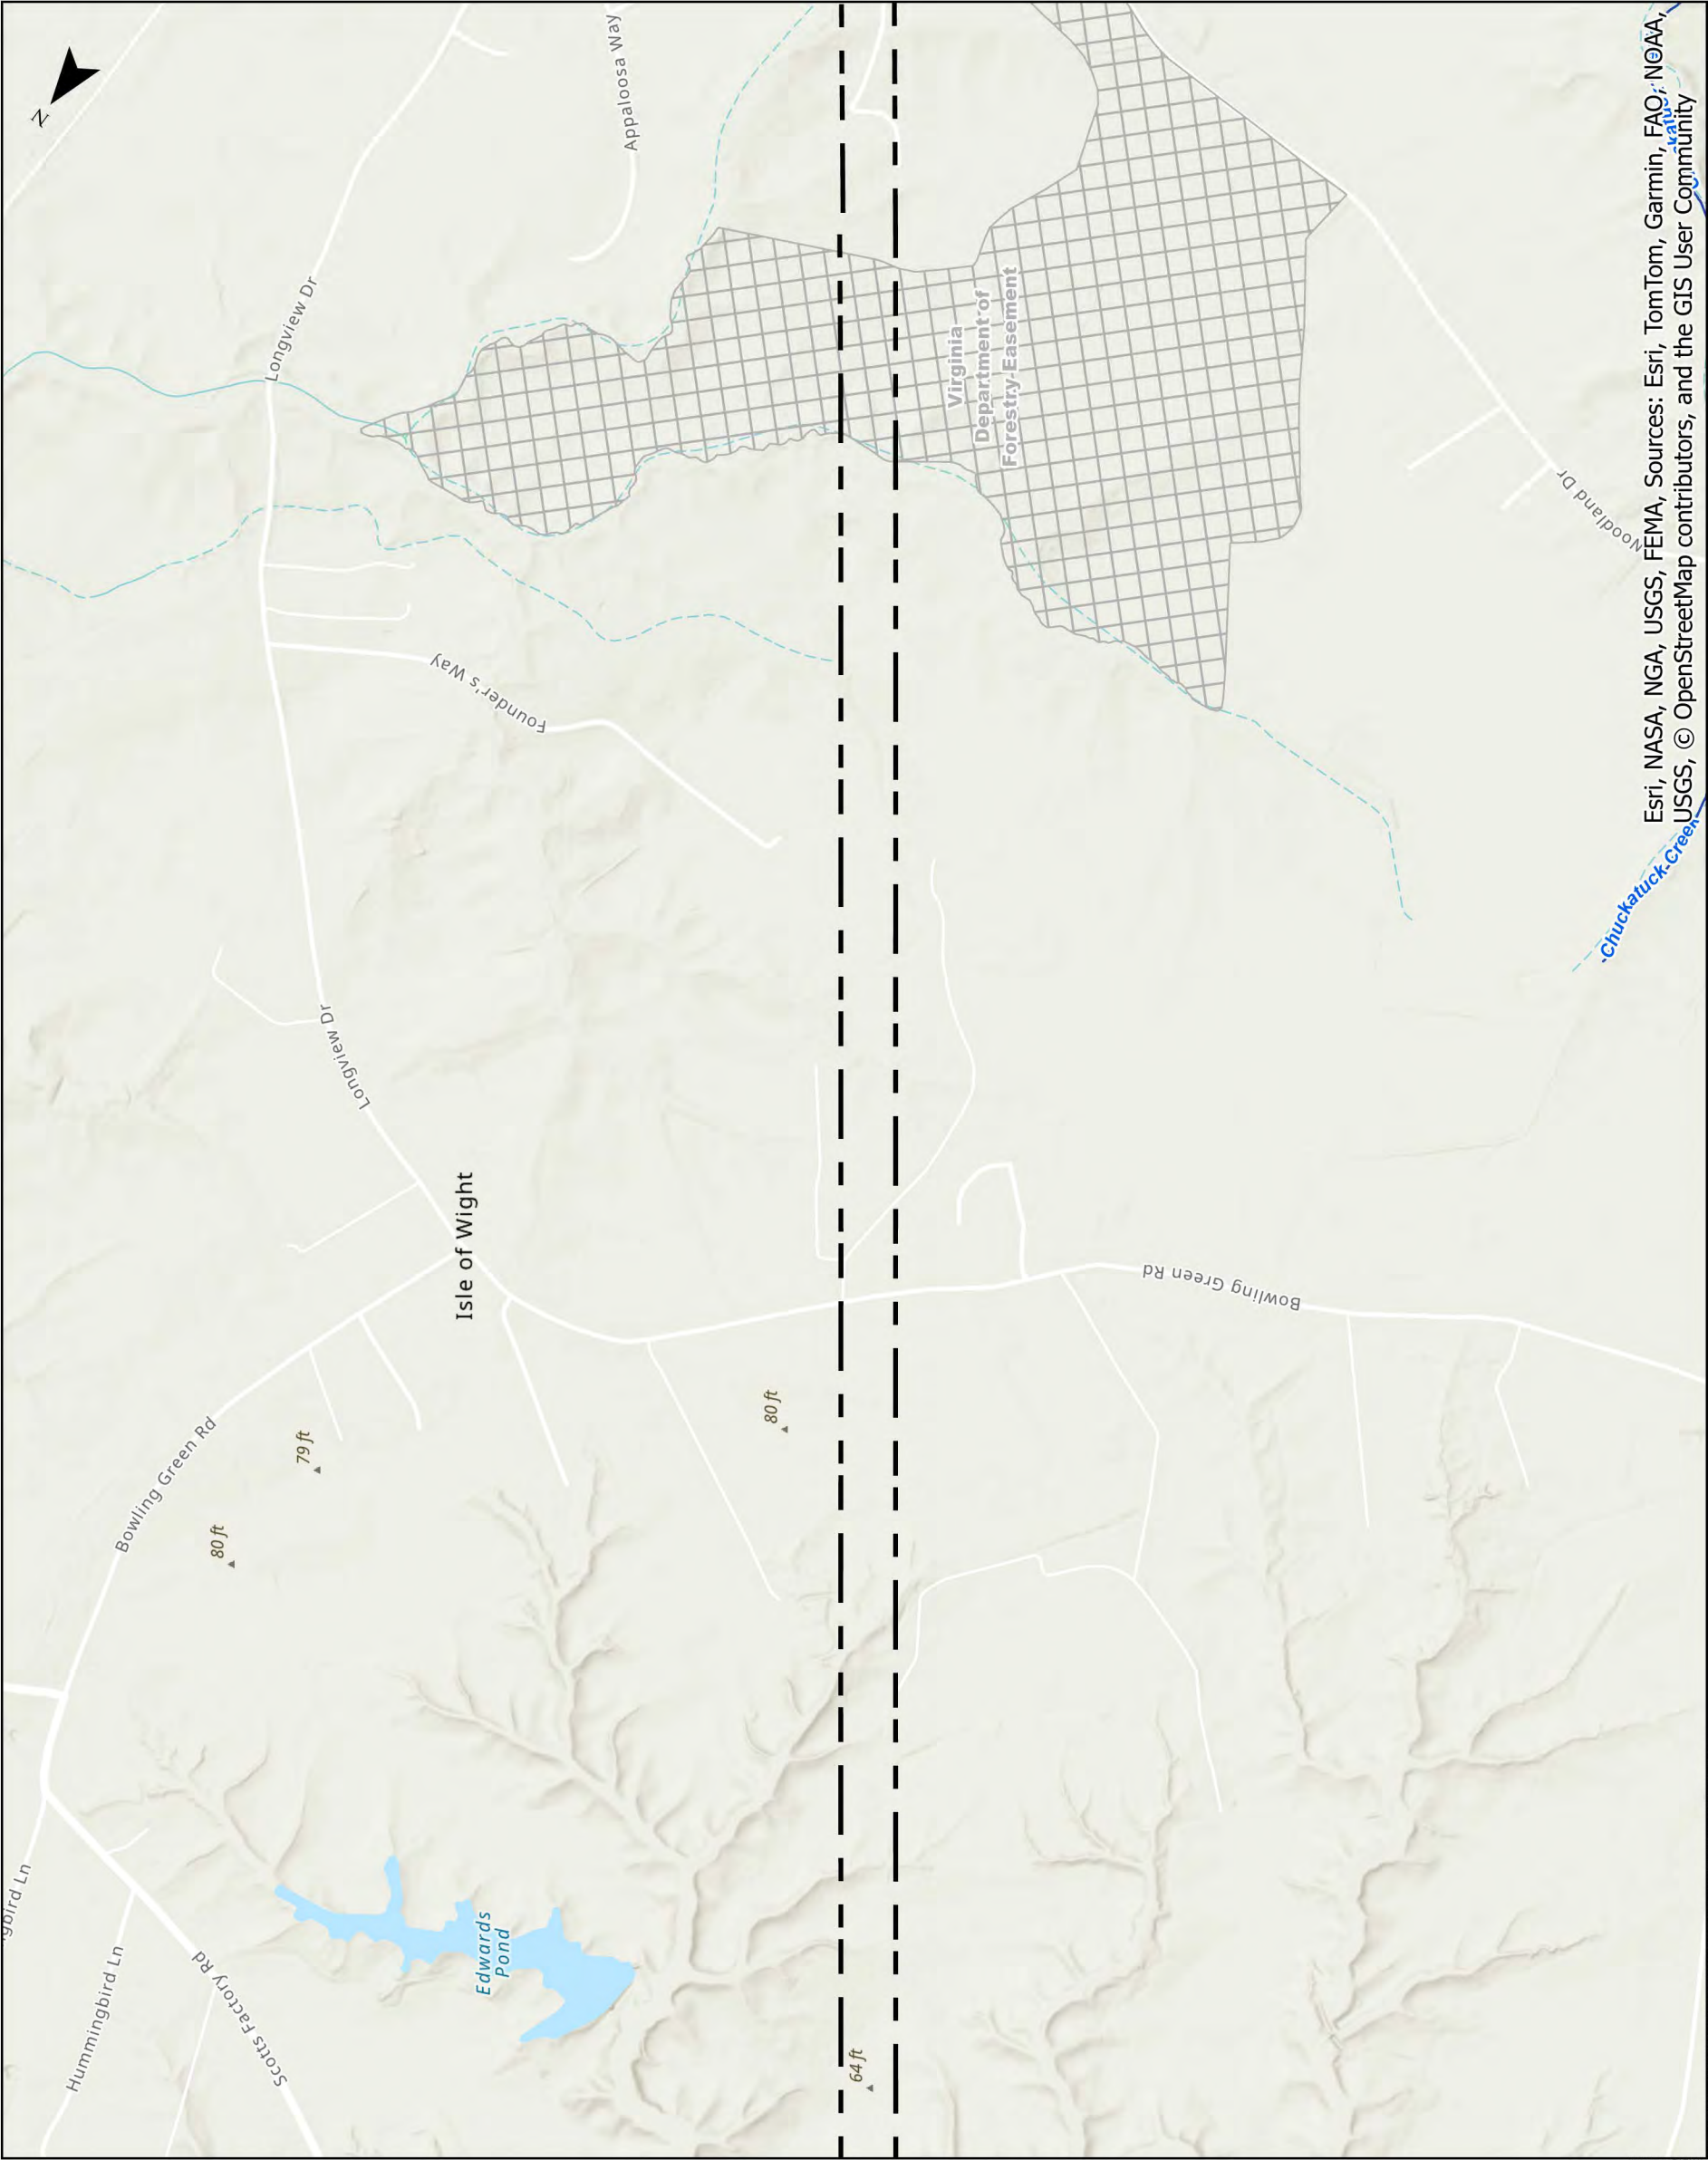 N
Appaloosa Way
Longview Dr
Virginia
Department of
Forestry Easement
Woodland Dr
Founder's Way
Esri, NASA, NGA, USGS, FEMA, Sources: Esri, TomTom, Garmin, FAO, NOAA,
USGS, © OpenStreetMap contributors, and the GIS User Community
Chuckatuck Creek
Longview Dr
Isle of Wight
Bowling Green Rd
80 ft
79 ft
Bowling Green Rd
80 ft
Edwards
Pond
gbird Ln
Hummingbird Ln
Scotts Factory Rd
64 ft